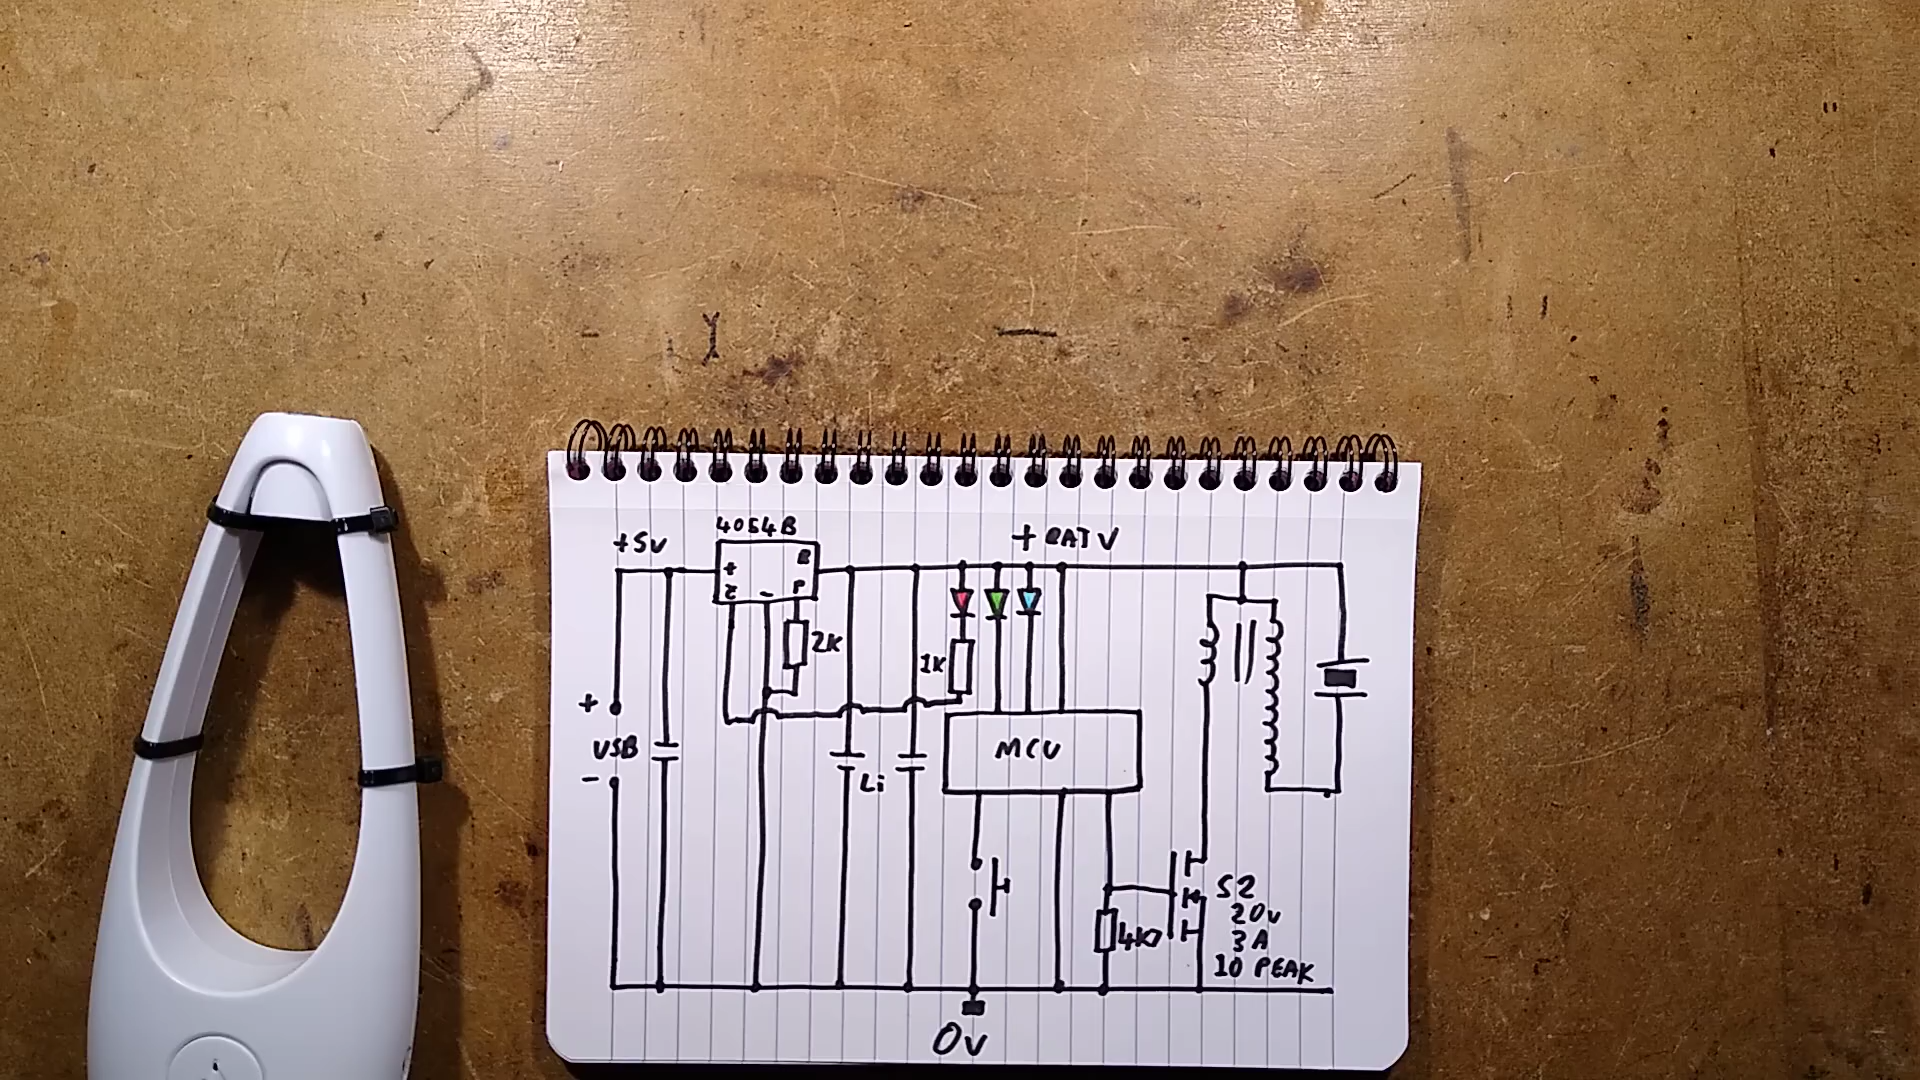 4054B
+5v
+ BAT V
+
B
C
-
P
2K
1K
+
USB
-
Li
MCU
S2
20v
4K7
3A
10 PEAK
0v